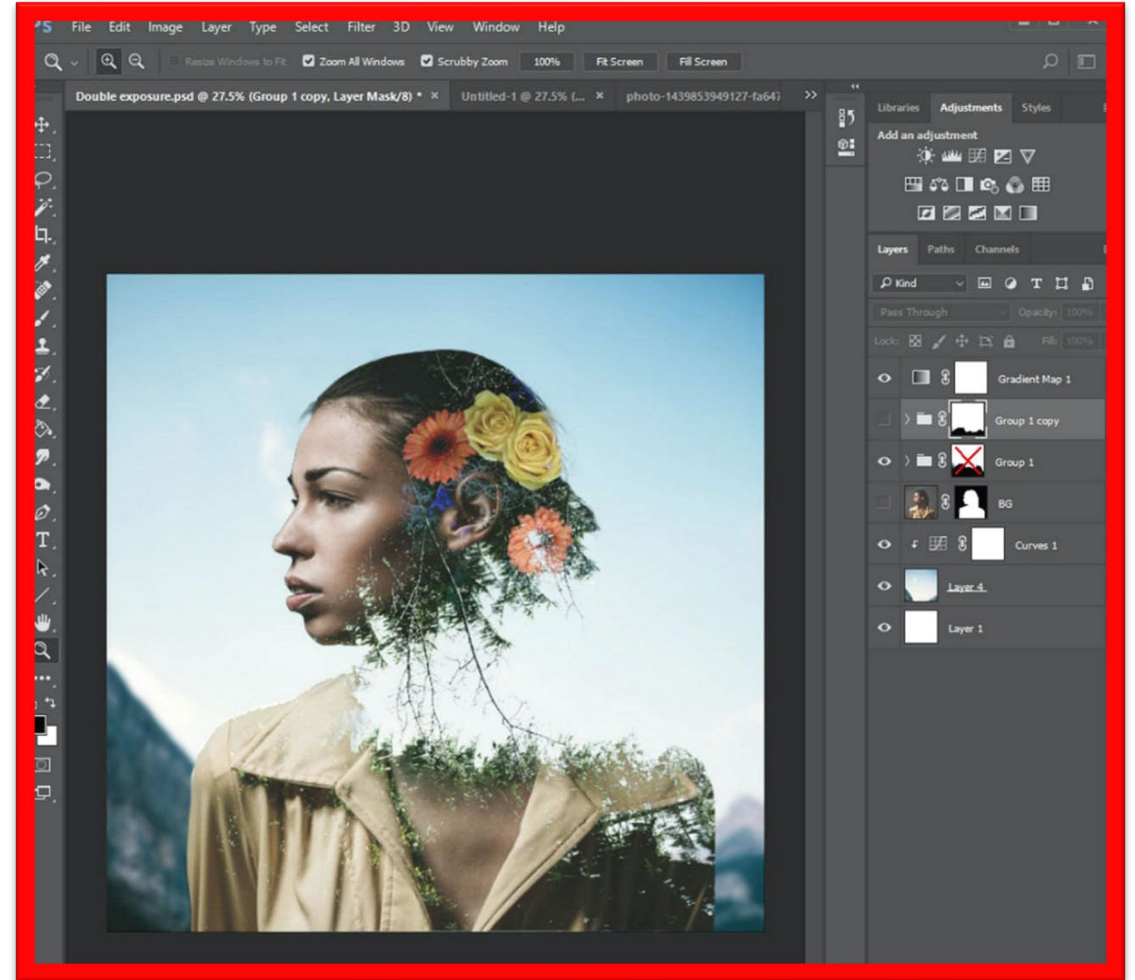 PS File Edit Image Layer Type Select Filter 3D View Window Help
Resize Windows to Fit Zoom All Windows Scrubby Zoom 100% Fit Screen Fill Screen
Double exposure.psd @ 27.5% (Group 1 copy, Layer Mask/8) * × Untitled-1 @ 27.5% (... × photo-1439853949127-fa647
Libraries Adjustments Styles
Add an adjustment
Layers Paths Channels
Kind
Pass Through Opacity: 100%
Lock: Fill: 100%
Gradient Map 1
Group 1 copy
Group 1
BG
Curves 1
Layer 4
Layer 1